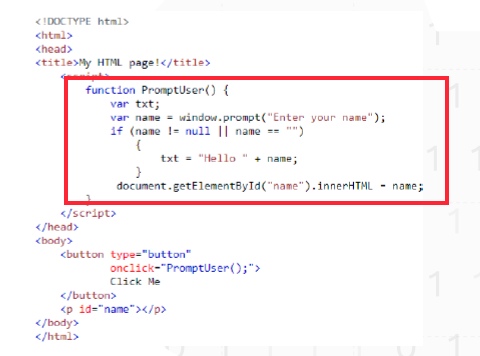 <!DOCTYPE html>
<html>
<head>
<title>My HTML page!</title>
<script>
function PromptUser() {
var txt;
var name = window.prompt("Enter your name");
if (name != null || name == "")
{
txt = "Hello " + name;
}
document.getElementById("name").innerHTML = name;
}
</script>
</head>
<body>
<button type="button"
onclick="PromptUser();">
Click Me
</button>
<p id="name"></p>
</body>
</html>